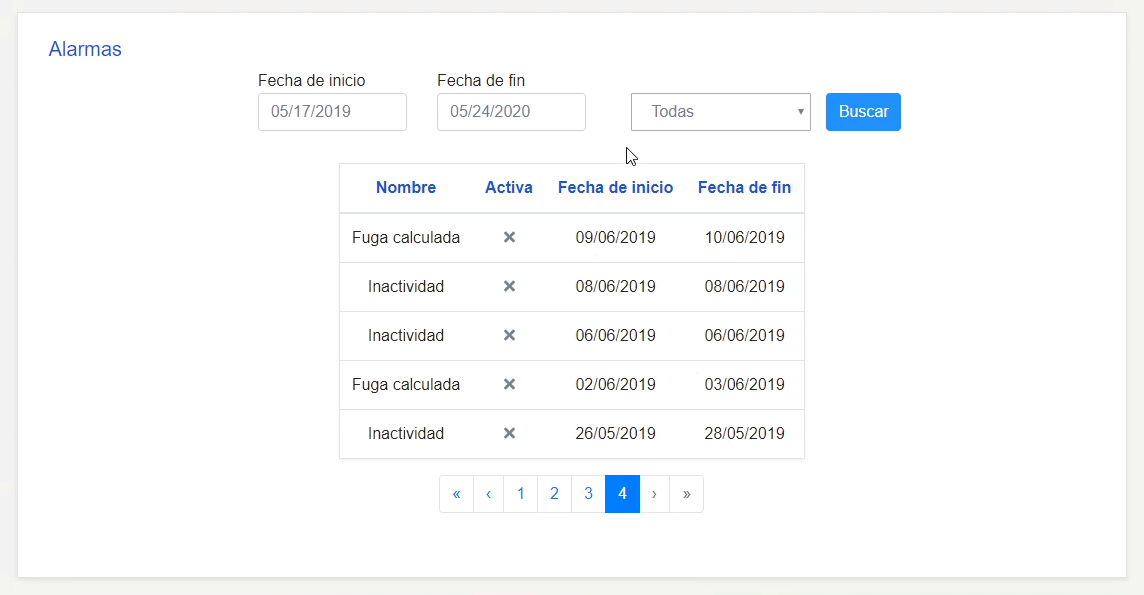 Alarmas
Fecha de inicio Fecha de fin
05/17/2019 05/24/2020 Todas Buscar
Nombre Activa Fecha de inicio Fecha de fin
Fuga calculada 09/06/2019 10/06/2019
Inactividad 08/06/2019 08/06/2019
Inactividad 06/06/2019 06/06/2019
Fuga calculada 02/06/2019 03/06/2019
Inactividad 26/05/2019 28/05/2019
« ‹ 1 2 3 4 › »